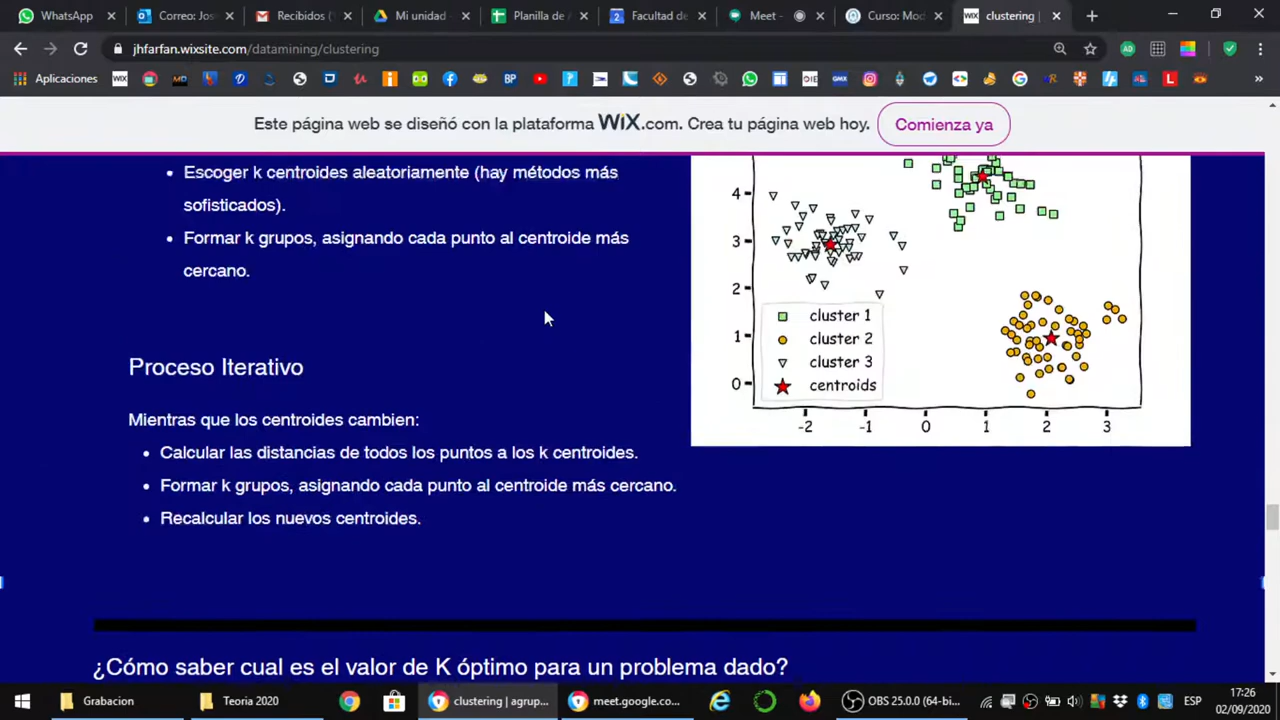 WhatsApp
Correo: Jos
Recibidos (
Mi unidad -
Planilla de A
Facultad de
Meet -
Curso: Mod
clustering |
jhfarfan.wixsite.com/datamining/clustering
Aplicaciones
Este página web se diseñó con la plataforma WiX.com. Crea tu página web hoy.
Comienza ya
Escoger k centroides aleatoriamente (hay métodos más
sofisticados).
Formar k grupos, asignando cada punto al centroide más
cercano.
4
3
2
1
0
cluster 1
cluster 2
cluster 3
centroids
-2 -1 0 1 2 3
Proceso Iterativo
Mientras que los centroides cambien:
Calcular las distancias de todos los puntos a los k centroides.
Formar k grupos, asignando cada punto al centroide más cercano.
Recalcular los nuevos centroides.
¿Cómo saber cual es el valor de K óptimo para un problema dado?
Grabacion
Teoria 2020
clustering | agrup...
meet.google.co...
OBS 25.0.0 (64-bi...
ESP
17:26
02/09/2020